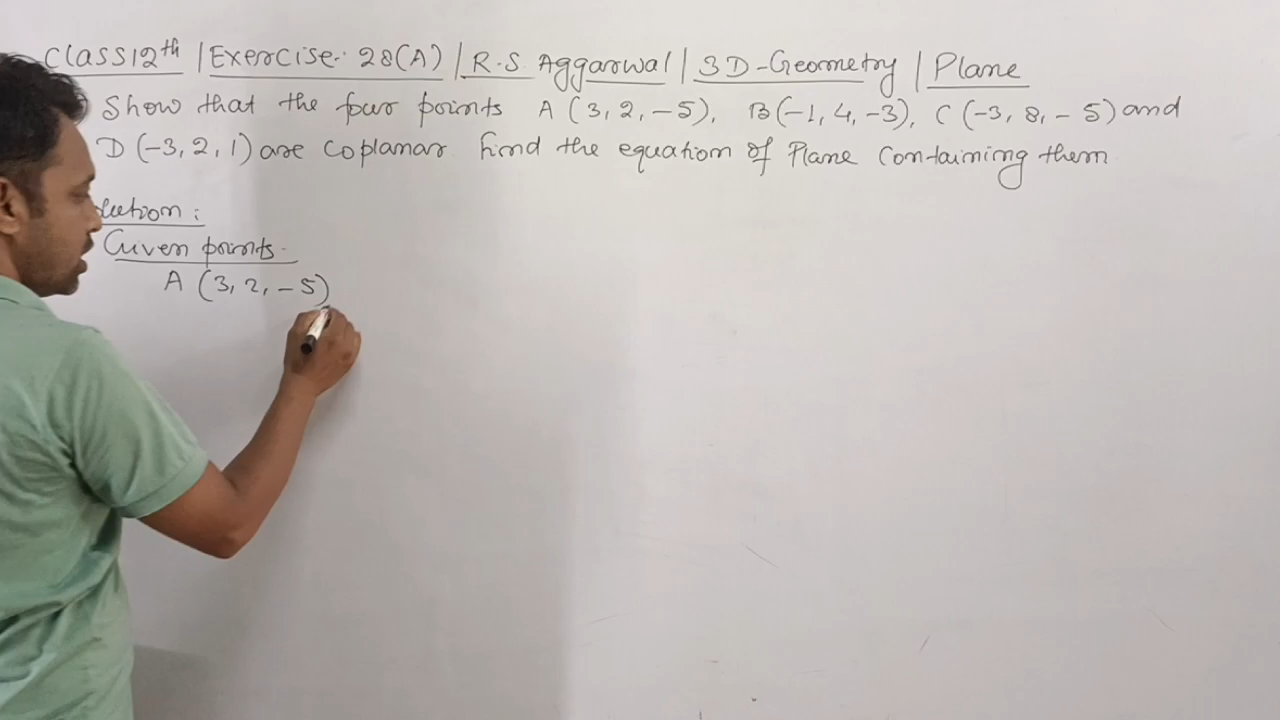 Class 12th | Exercise: 28(A) | R.S. Aggarwal | 3D-Geometry | Plane
Show that the four points A (3, 2, -5), B(-1, 4, -3), C (-3, 8, -5) and
D (-3, 2, 1) are coplanar find the equation of Plane containing them
lution:
Given points.
A (3, 2, -5)